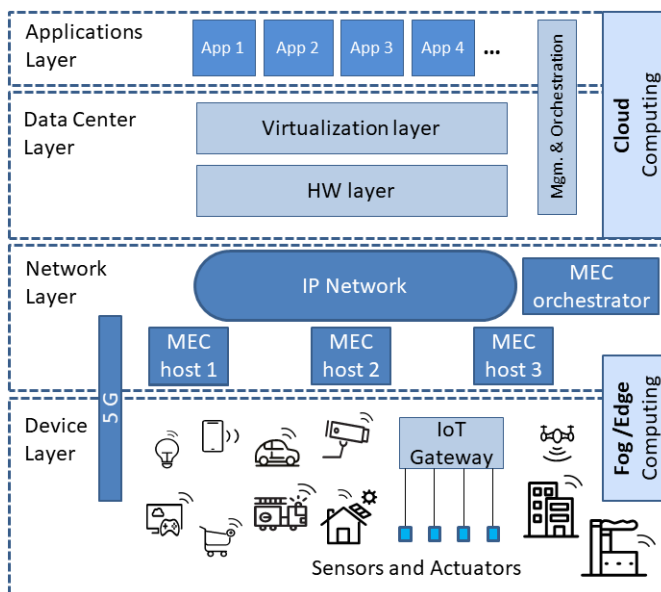 Applications
Layer
App 1
App 2
App 3
App 4
...
Mgm. & Orchestration
Cloud
Computing
Data Center
Layer
Virtualization layer
HW layer
Network
Layer
IP Network
MEC
orchestrator
MEC
host 1
MEC
host 2
MEC
host 3
5 G
Fog /Edge
Computing
Device
Layer
IoT
Gateway
Sensors and Actuators